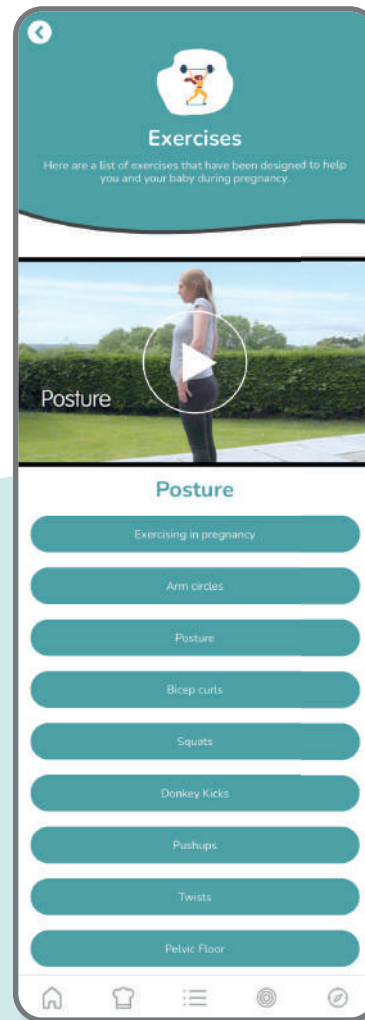 Exercises
Here are a list of exercises that have been designed to help
you and your baby during pregnancy.
Posture
Posture
Exercising in pregnancy
Arm circles
Posture
Bicep curls
Squats
Donkey Kicks
Pushups
Twists
Pelvic Floor